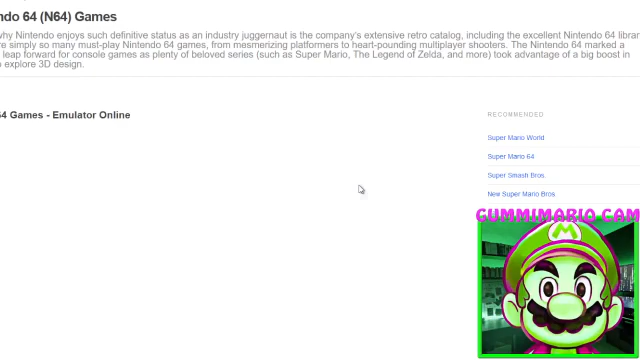 ndo 64 (N64) Games
why Nintendo enjoys such definitive status as an industry juggernaut is the company's extensive retro catalog, including the excellent Nintendo 64 librar
re simply so many must-play Nintendo 64 games, from mesmerizing platformers to heart-pounding multiplayer shooters. The Nintendo 64 marked a
leap forward for console games as plenty of beloved series (such as Super Mario, The Legend of Zelda, and more) took advantage of a big boost in
explore 3D design.
64 Games - Emulator Online
RECOMMENDED
Super Mario World
Super Mario 64
Super Smash Bros.
New Super Mario Bros
GUMMIMARIO CAM
M